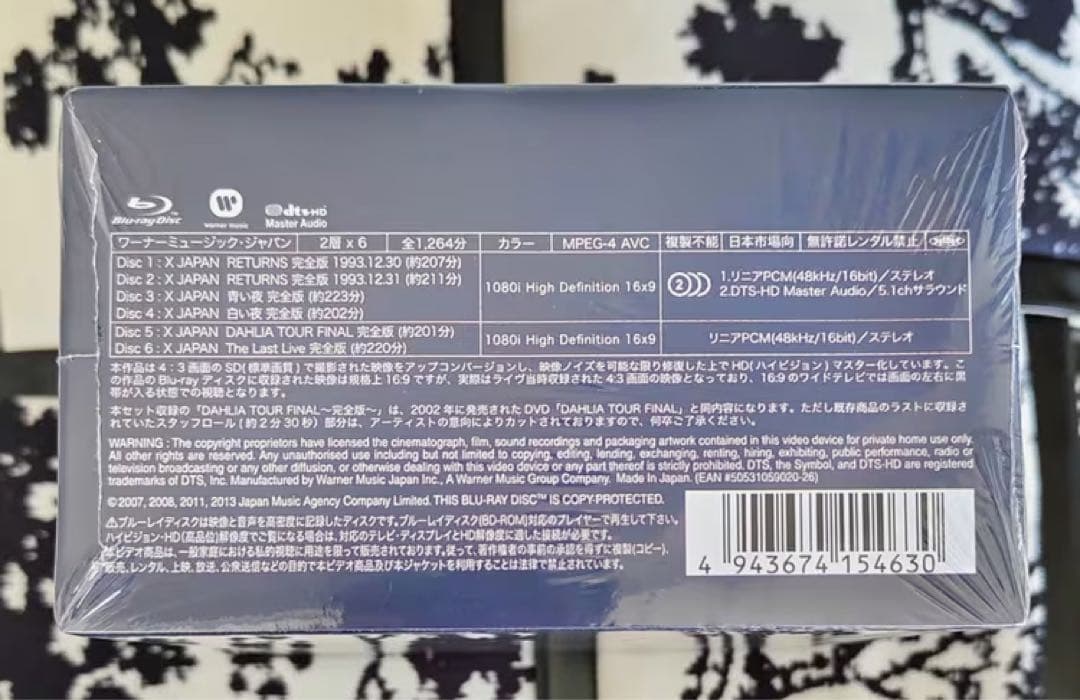 Blu-ray Disc
W
warner music
dts-HD
Master Audio
ワーナーミュージック・ジャパン 2層×6 全1,264分 カラー MPEG-4 AVC 複製不能 日本市場向 無許諾レンタル禁止
Disc 1：X JAPAN RETURNS 完全版 1993.12.30 (約207分)
Disc 2：X JAPAN RETURNS 完全版 1993.12.31 (約211分)
Disc 3：X JAPAN 青い夜 完全版 (約223分)
Disc 4：X JAPAN 白い夜 完全版 (約202分)
1080i High Definition 16x9
2
1.リニアPCM(48kHz/16bit)／ステレオ
2.DTS-HD Master Audio／5.1chサラウンド
Disc 5：X JAPAN DAHLIA TOUR FINAL 完全版 (約201分)
Disc 6：X JAPAN The Last Live 完全版 (約220分)
1080i High Definition 16x9
リニアPCM(48kHz/16bit)／ステレオ
本作品は4：3画面のSD(標準画質)で撮影された映像をアップコンバージョンし、映像ノイズを可能な限り修復した上でHD(ハイビジョン)マスター化しています。こ
の作品のBlu-rayディスクに収録された映像は規格上16:9ですが、実際はライヴ当時収録された4:3画面の映像となっており、16:9のワイドテレビでは画面の左右に黒
帯が入る状態での視聴となります。
本セット収録の「DAHLIA TOUR FINAL〜完全版〜」は、2002年に発売されたDVD「DAHLIA TOUR FINAL」と同内容になります。ただし既存商品のラストに収録さ
れていたスタッフロール(約2分30秒)部分は、アーティストの意向によりカットされておりますので、何卒ご了承ください。
WARNING : The copyright proprietors have licensed the cinematograph, film, sound recordings and packaging artwork contained in this video device for private home use only.
All other rights are reserved. Any unauthorised use including but not limited to copying, editing, lending, exchanging, renting, hiring, exhibiting, public performance, radio or
television broadcasting or any other diffusion, or otherwise dealing with this video device or any part thereof is strictly prohibited. DTS, the Symbol, and DTS-HD are registered
trademarks of DTS, Inc. Manufactured by Warner Music Japan Inc., A Warner Music Group Company. Made in Japan. (EAN #5053105902​0-26)
©2007, 2008, 2011, 2013 Japan Music Agency Company Limited. THIS BLU-RAY DISC™ IS COPY-PROTECTED.
⚠ブルーレイディスクは映像と音声を高密度に記録したディスクです。ブルーレイディスク(BD-ROM)対応のプレイヤーで再生して下さい。
ハイビジョン・HD(高品位)解像度でご覧になる場合は、対応のテレビ・ディスプレイとHD解像度に適した接続が必要です。
本ビデオ商品は、一般家庭における私的視聴に用途を限って販売されております。従って、著作権者の事前の承認を得ずに複製(コピー)、
販売、レンタル、上映、放送、公衆送信などの目的で本ビデオ商品及び本ジャケットを利用することは法律で禁止されています。
4 943674 154630